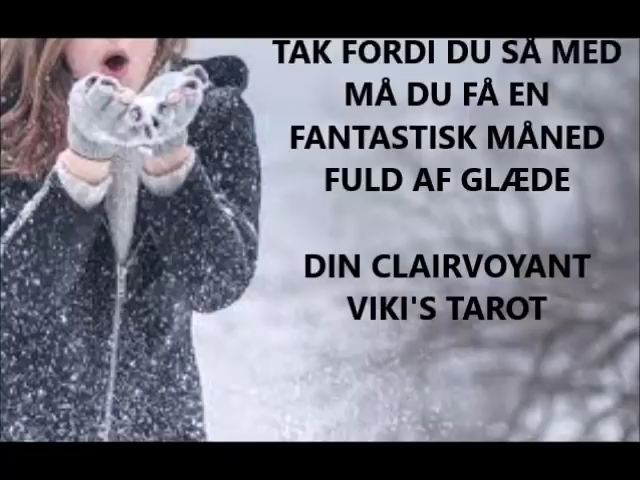 TAK FORDI DU SÅ MED
MÅ DU FÅ EN
FANTASTISK MÅNED
FULD AF GLÆDE
DIN CLAIRVOYANT
VIKI'S TAROT